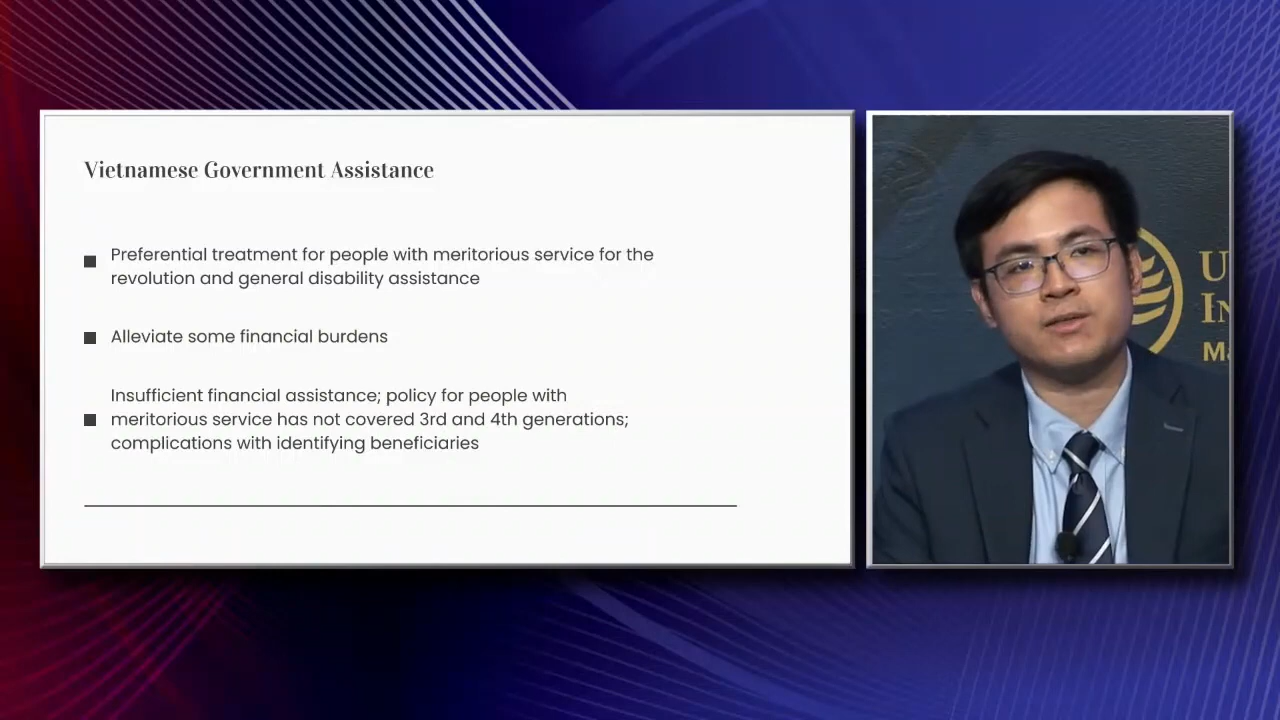 Vietnamese Government Assistance
Preferential treatment for people with meritorious service for the
revolution and general disability assistance
Alleviate some financial burdens
Insufficient financial assistance; policy for people with
meritorious service has not covered 3rd and 4th generations;
complications with identifying beneficiaries